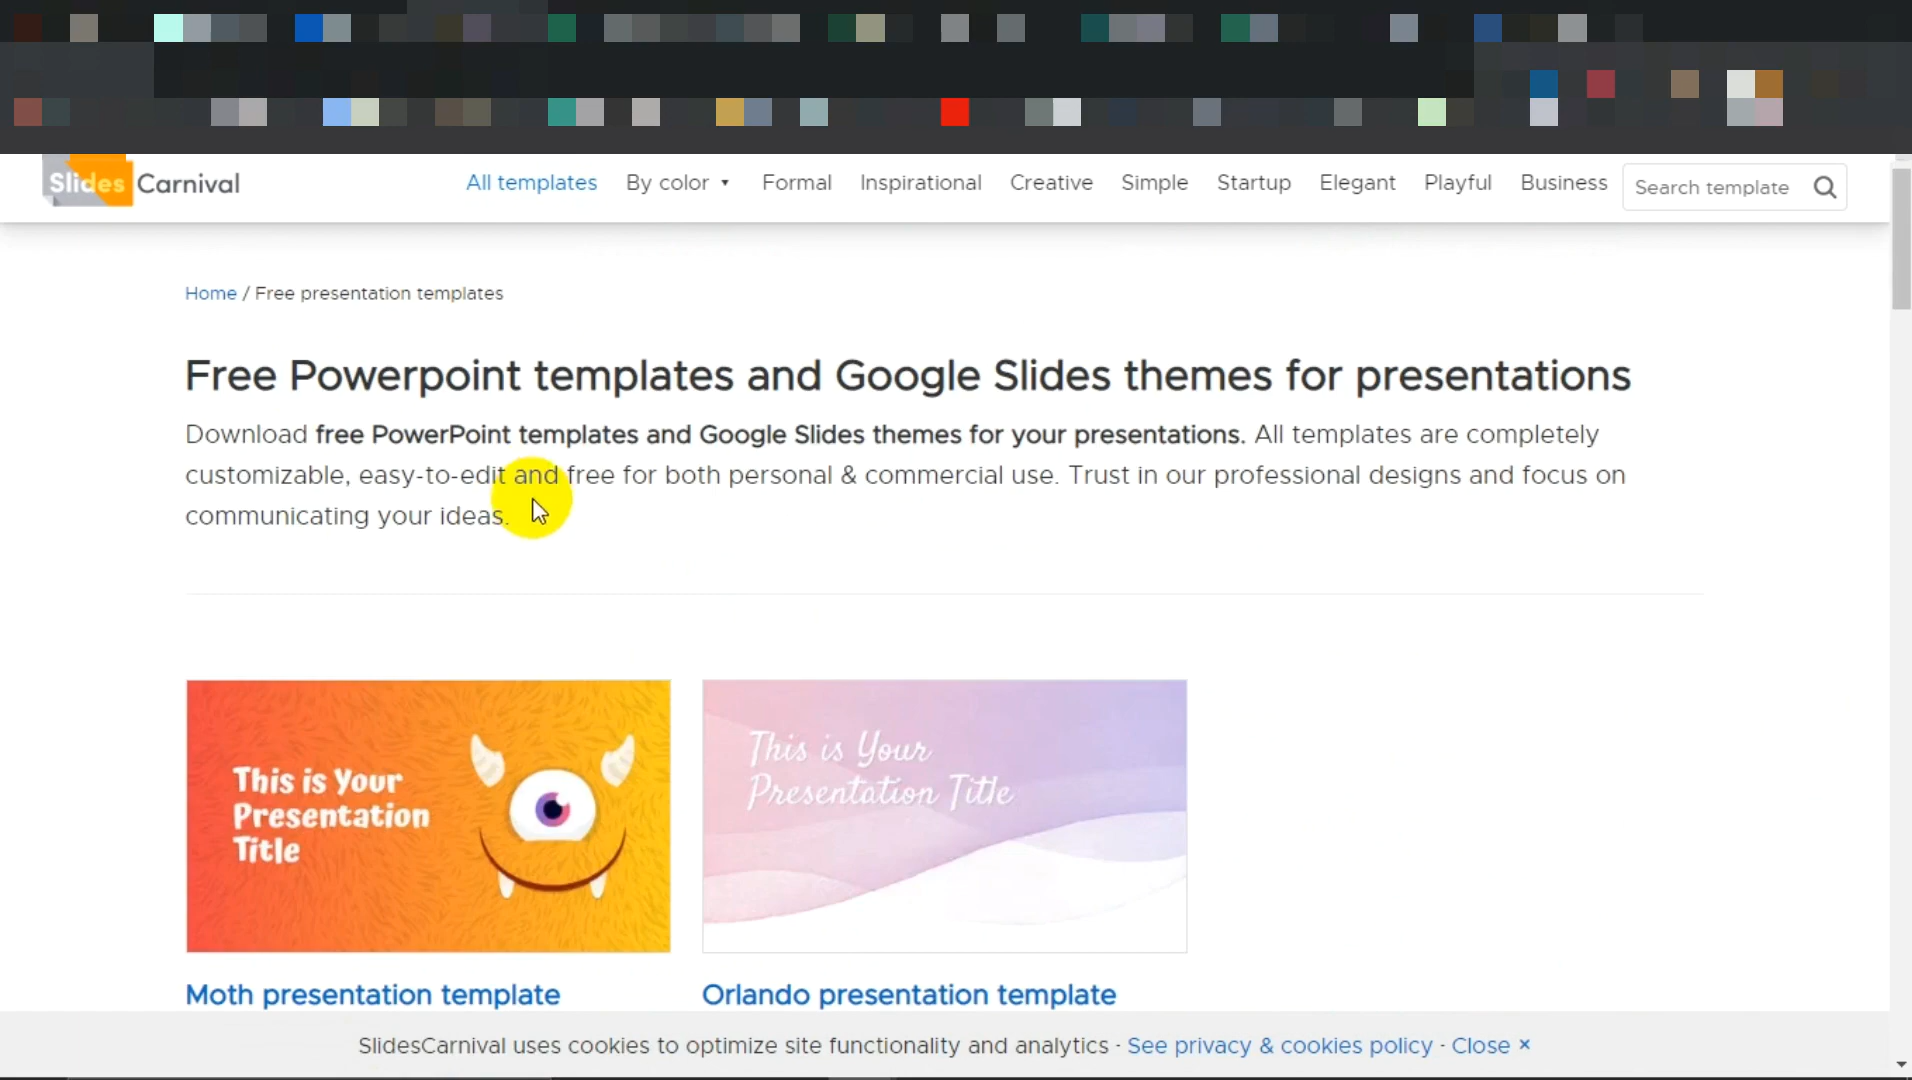 Slides Carnival
All templates By color Formal Inspirational Creative Simple Startup Elegant Playful Business Search template
Home / Free presentation templates
Free Powerpoint templates and Google Slides themes for presentations
Download free PowerPoint templates and Google Slides themes for your presentations. All templates are completely
customizable, easy-to-edit and free for both personal & commercial use. Trust in our professional designs and focus on
communicating your ideas.
This is Your
Presentation
Title
This is Your
Presentation Title
Moth presentation template
Orlando presentation template
SlidesCarnival uses cookies to optimize site functionality and analytics · See privacy & cookies policy · Close ×